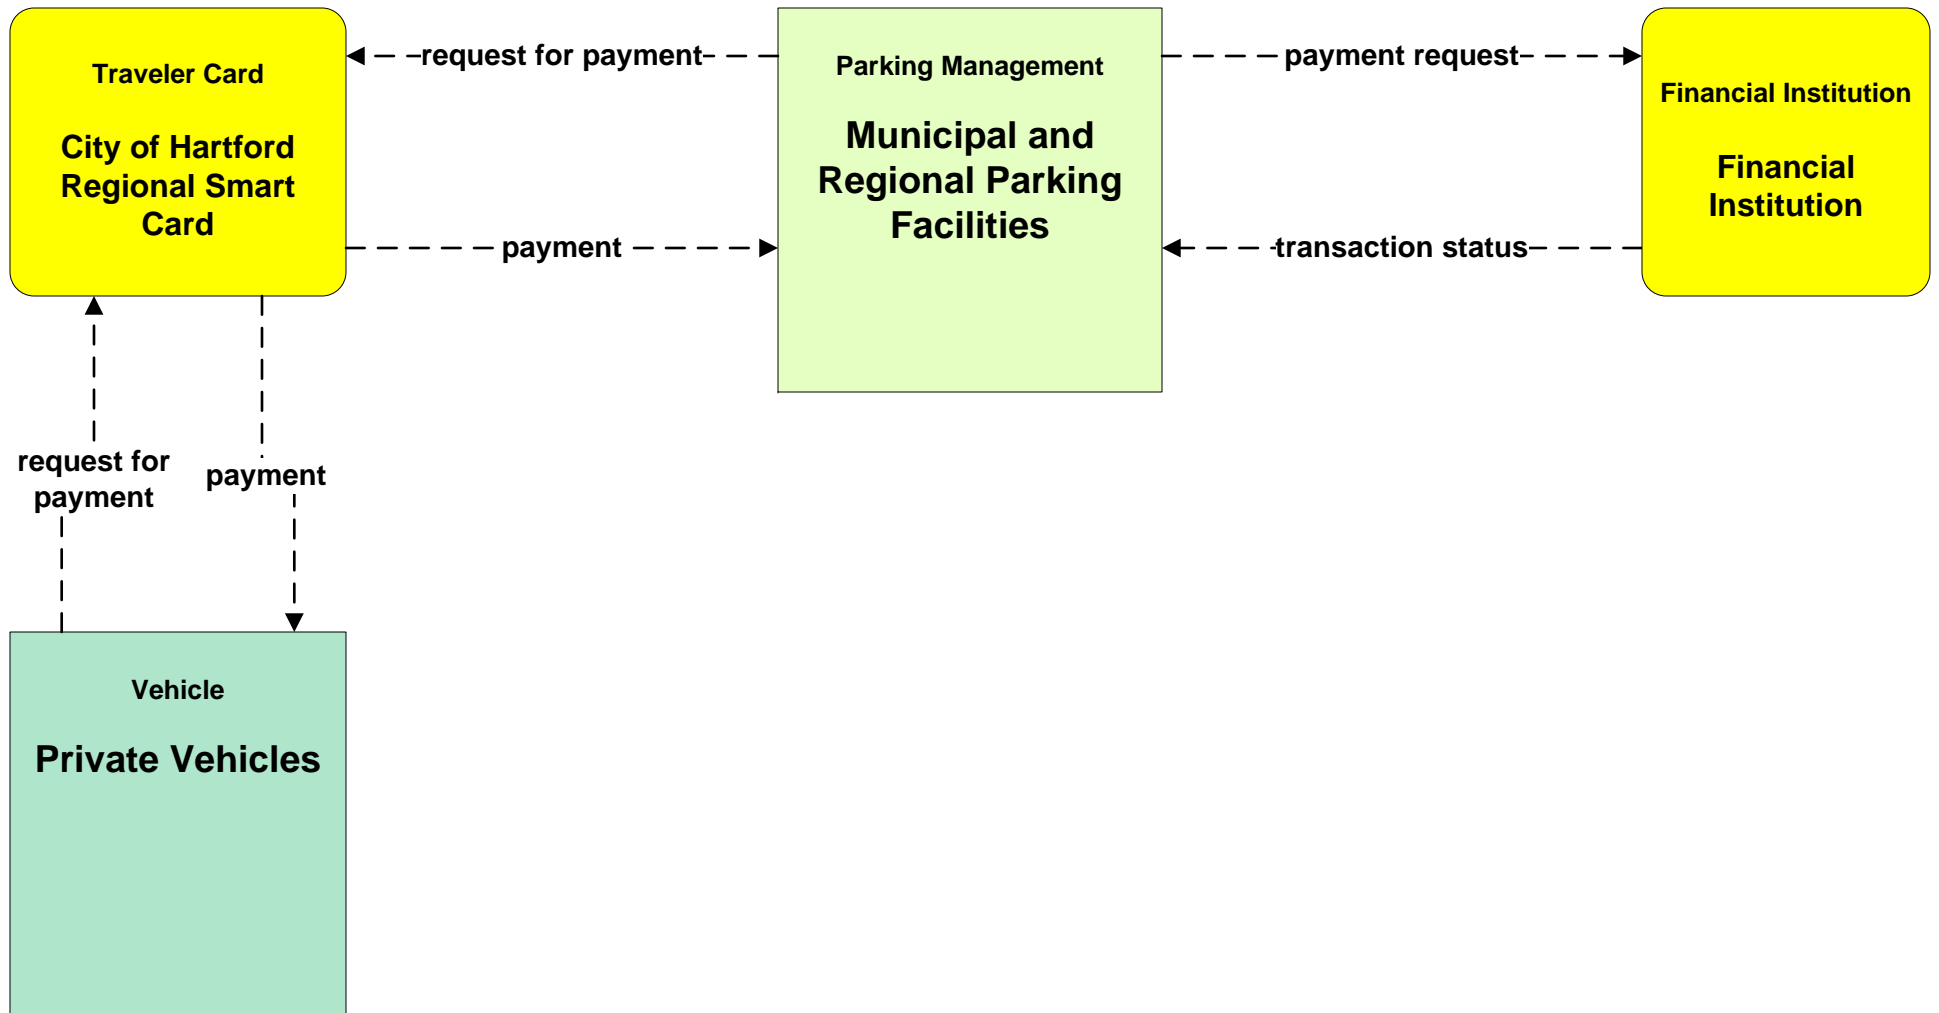 Traveler Card
City of Hartford
Regional Smart
Card
request for payment
payment
Parking Management
Municipal and
Regional Parking
Facilities
payment request
transaction status
Financial Institution
Financial
Institution
request for
payment
payment
Vehicle
Private Vehicles